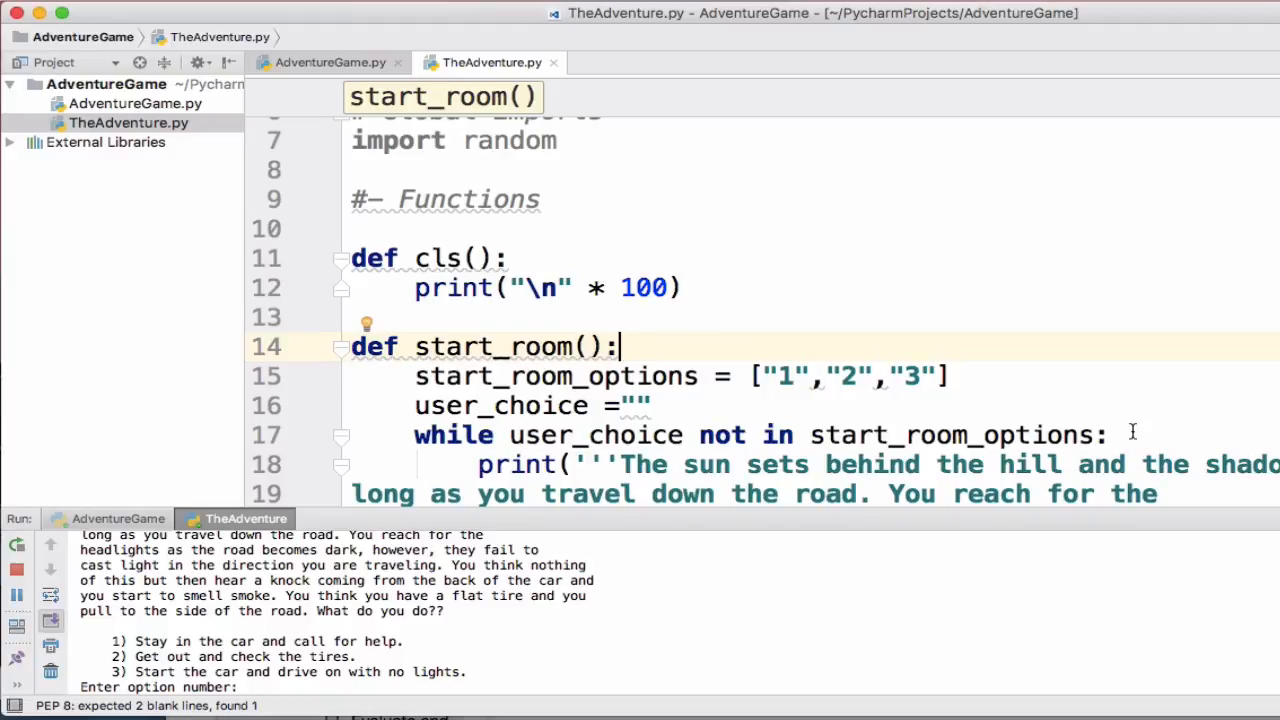 TheAdventure.py - AdventureGame - [~/PycharmProjects/AdventureGame]
AdventureGame TheAdventure.py
Project AdventureGame.py TheAdventure.py
AdventureGame ~/Pycharm
AdventureGame.py
TheAdventure.py
External Libraries
start_room()
6 # Global Imports
7 import random
8
9 #- Functions
10
11 def cls():
12 print("\n" * 100)
13
14 def start_room():
15 start_room_options = ["1","2","3"]
16 user_choice =""
17 while user_choice not in start_room_options:
18 print('''The sun sets behind the hill and the shado
19 long as you travel down the road. You reach for the
Run: AdventureGame TheAdventure
long as you travel down the road. You reach for the
headlights as the road becomes dark, however, they fail to
cast light in the direction you are traveling. You think nothing
of this but then hear a knock coming from the back of the car and
you start to smell smoke. You think you have a flat tire and you
pull to the side of the road. What do you do??
1) Stay in the car and call for help.
2) Get out and check the tires.
3) Start the car and drive on with no lights.
Enter option number:
PEP 8: expected 2 blank lines, found 1